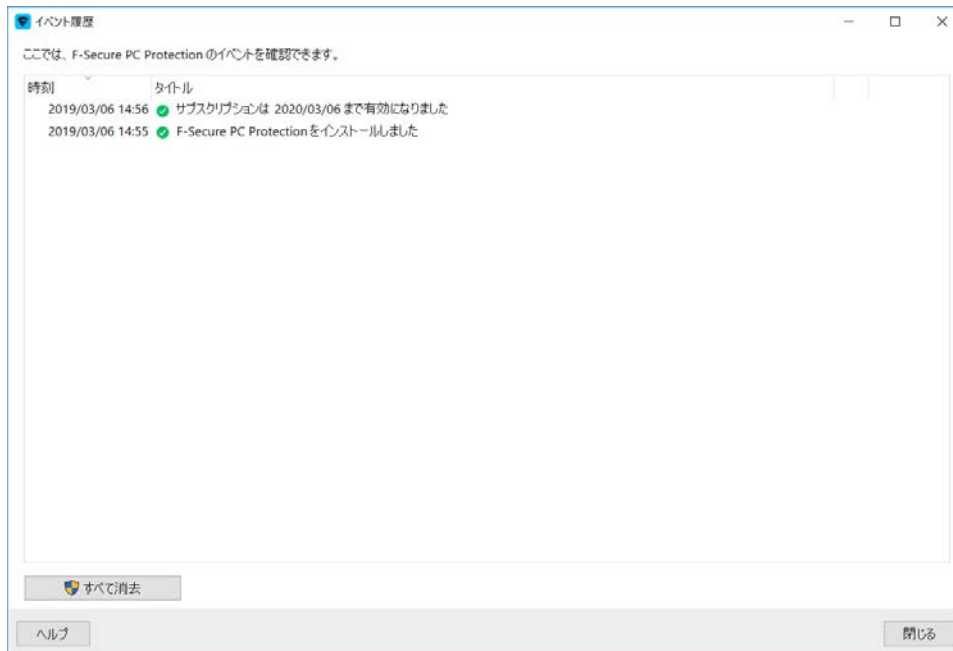 イベント履歴
ここでは、F-Secure PC Protection のイベントを確認できます。
時刻 タイトル
2019/03/06 14:56 サブスクリプションは 2020/03/06 まで有効になりました
2019/03/06 14:55 F-Secure PC Protection をインストールしました
すべて消去
ヘルプ 閉じる